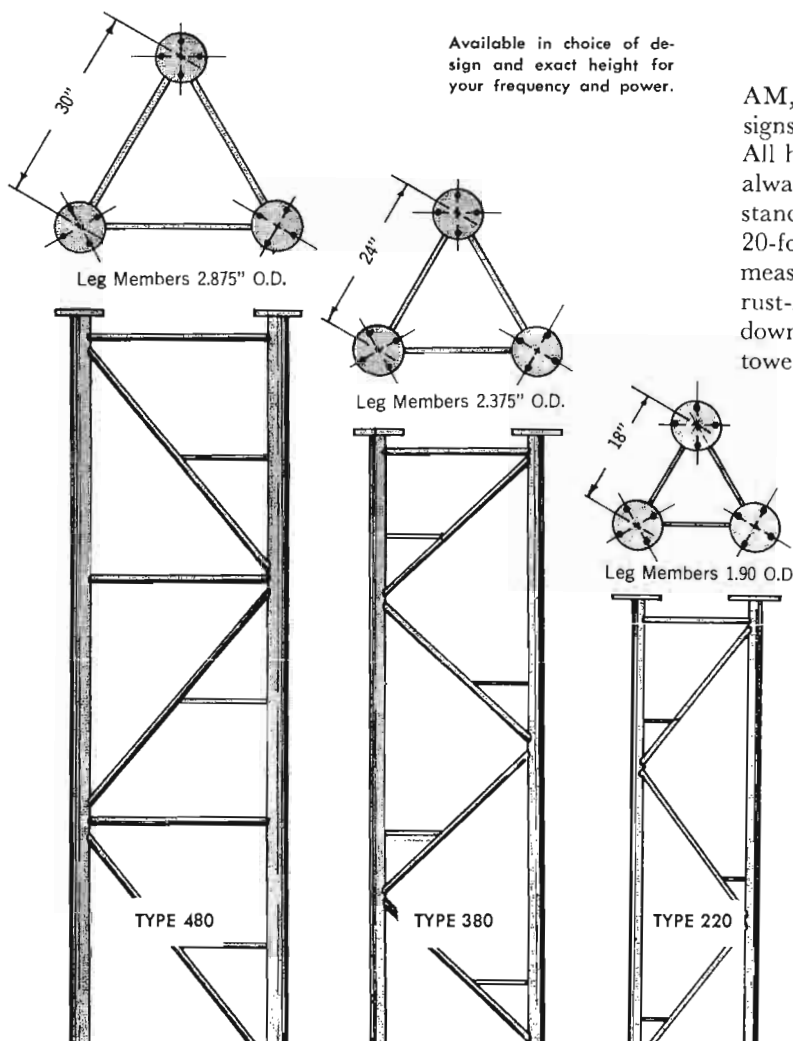 Available in choice of de-
sign and exact height for
your frequency and power.
AM,
signs
All h
alwa
stand
20-fo
meas
rust-
down
towe
30"
Leg Members 2.875" O.D.
24"
Leg Members 2.375" O.D.
18"
Leg Members 1.90 O.D
TYPE 480
TYPE 380
TYPE 220